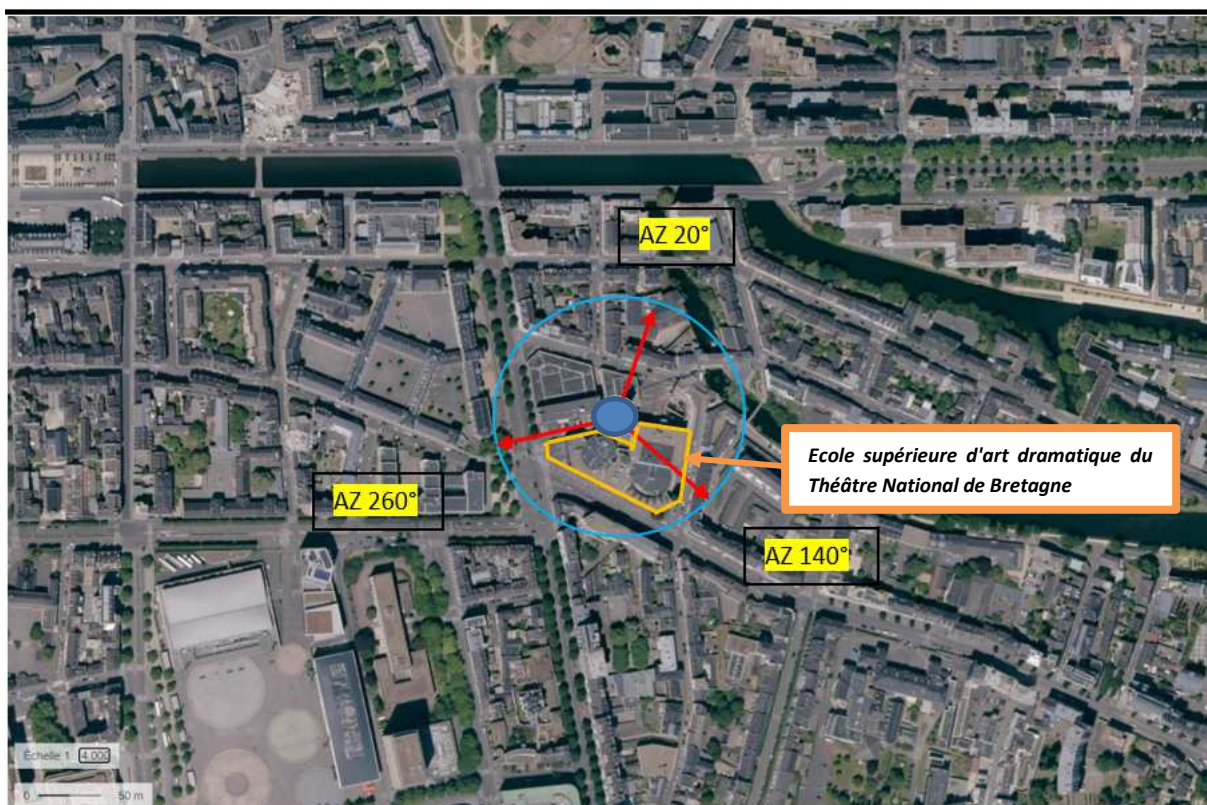 AZ 20°
Ecole supérieure d'art dramatique du
Théâtre National de Bretagne
AZ 260°
AZ 140°
Échelle 1 4 000
0 50 m